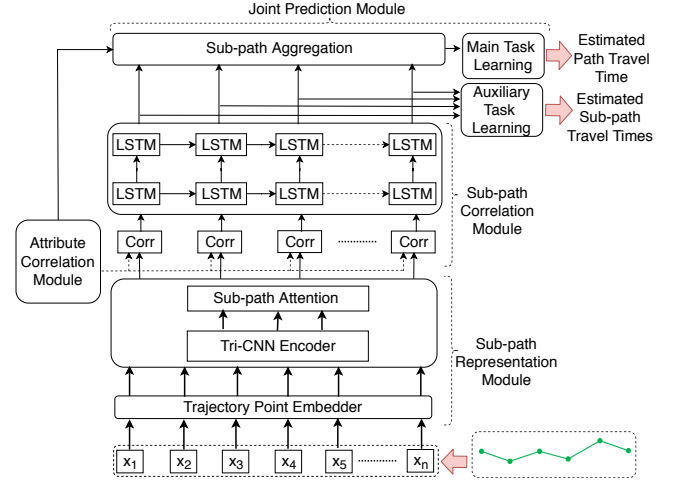 Joint Prediction Module
Sub-path Aggregation
Main Task
Learning
Estimated
Path Travel
Time
Auxiliary
Task
Learning
Estimated
Sub-path
Travel Times
LSTM LSTM LSTM LSTM
LSTM LSTM LSTM LSTM
Sub-path
Correlation
Module
Attribute
Correlation
Module
Corr Corr Corr Corr
Sub-path Attention
Tri-CNN Encoder
Sub-path
Representation
Module
Trajectory Point Embedder
x1 x2 x3 x4 x5 xn